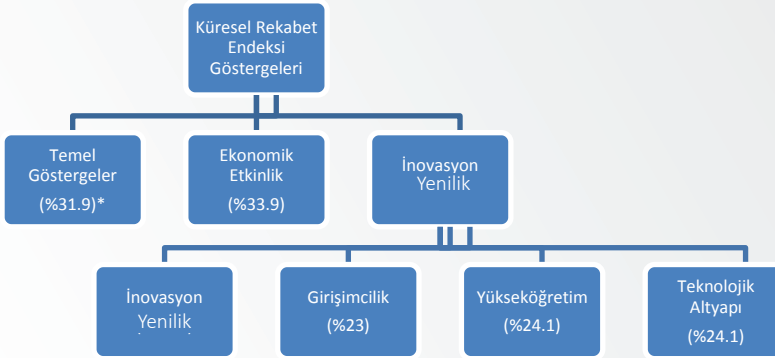 Küresel Rekabet
Endeksi
Göstergeleri
Temel
Göstergeler
(%31.9)*
Ekonomik
Etkinlik
(%33.9)
İnovasyon
Yenilik
İnovasyon
Yenilik
Girişimcilik
(%23)
Yükseköğretim
(%24.1)
Teknolojik
Altyapı
(%24.1)